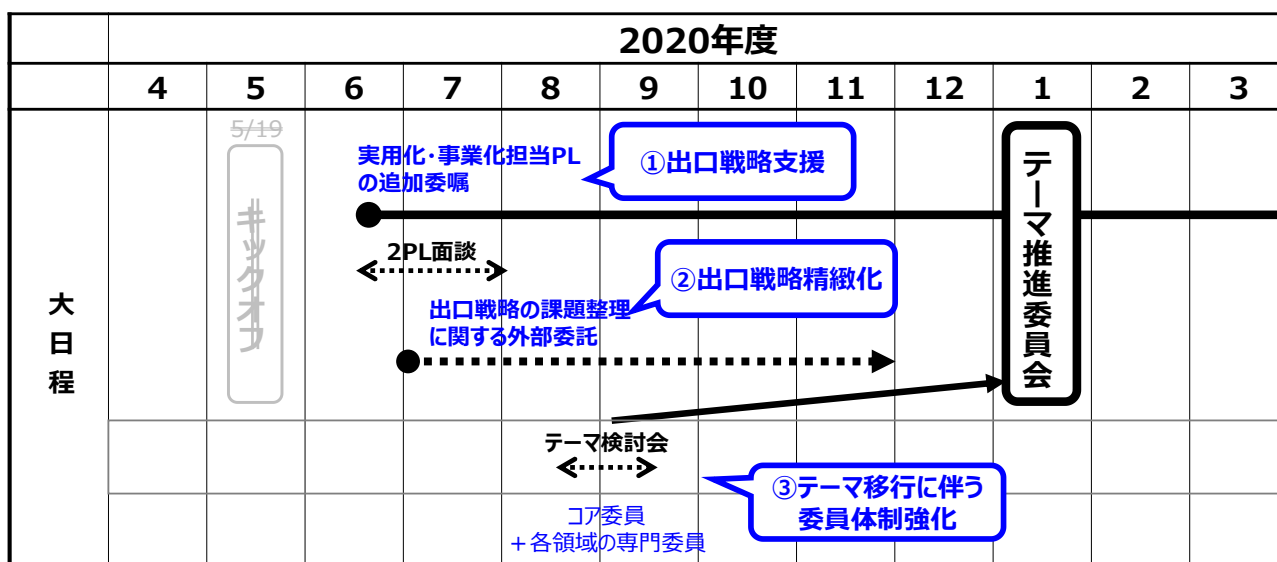 2020年度
4 5 6 7 8 9 10 11 12 1 2 3
大日程
5/19
キックオフ
実用化・事業化担当PL
の追加委嘱
①出口戦略支援
テーマ推進委員会
2PL面談
②出口戦略精緻化
出口戦略の課題整理
に関する外部委託
テーマ検討会
③テーマ移行に伴う
委員体制強化
コア委員
＋各領域の専門委員